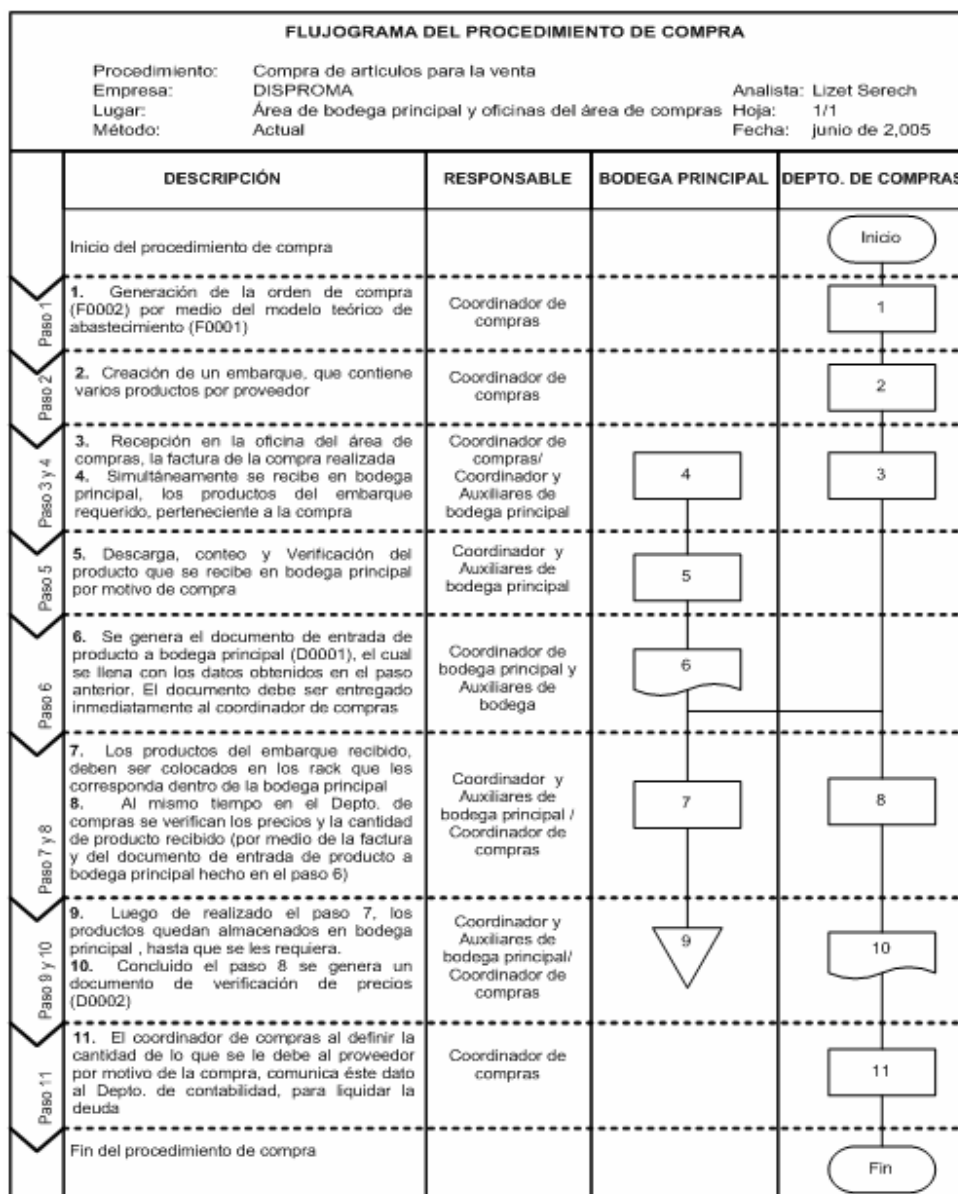 FLUJOGRAMA DEL PROCEDIMIENTO DE COMPRA
Procedimiento: Compra de artículos para la venta
Empresa: DISPROMA Analista: Lizet Serech
Lugar: Área de bodega principal y oficinas del área de compras Hoja: 1/1
Método: Actual Fecha: junio de 2,005
DESCRIPCIÓN RESPONSABLE BODEGA PRINCIPAL DEPTO. DE COMPRAS
Inicio del procedimiento de compra
Inicio
Paso 1
1. Generación de la orden de compra
(F0002) por medio del modelo teórico de
abastecimiento (F0001)
Coordinador de
compras
1
Paso 2
2. Creación de un embarque, que contiene
varios productos por proveedor
Coordinador de
compras
2
Paso 3 y 4
3. Recepción en la oficina del área de
compras, la factura de la compra realizada
4. Simultáneamente se recibe en bodega
principal, los productos del embarque
requerido, perteneciente a la compra
Coordinador de
compras/
Coordinador y
Auxiliares de
bodega principal
4
3
Paso 5
5. Descarga, conteo y Verificación del
producto que se recibe en bodega principal
por motivo de compra
Coordinador y
Auxiliares de
bodega principal
5
Paso 6
6. Se genera el documento de entrada de
producto a bodega principal (D0001), el cual
se llena con los datos obtenidos en el paso
anterior. El documento debe ser entregado
inmediatamente al coordinador de compras
Coordinador de
bodega principal y
Auxiliares de
bodega
6
Paso 7 y 8
7. Los productos del embarque recibido,
deben ser colocados en los rack que les
corresponda dentro de la bodega principal
8. Al mismo tiempo en el Depto. de
compras se verifican los precios y la cantidad
de producto recibido (por medio de la factura
y del documento de entrada de producto a
bodega principal hecho en el paso 6)
Coordinador y
Auxiliares de
bodega principal /
Coordinador de
compras
7
8
Paso 9 y 10
9. Luego de realizado el paso 7, los
productos quedan almacenados en bodega
principal , hasta que se les requiera.
10. Concluido el paso 8 se genera un
documento de verificación de precios
(D0002)
Coordinador y
Auxiliares de
bodega principal/
Coordinador de
compras
9
10
Paso 11
11. El coordinador de compras al definir la
cantidad de lo que se le debe al proveedor
por motivo de la compra, comunica éste dato
al Depto. de contabilidad, para liquidar la
deuda
Coordinador de
compras
11
Fin del procedimiento de compra
Fin